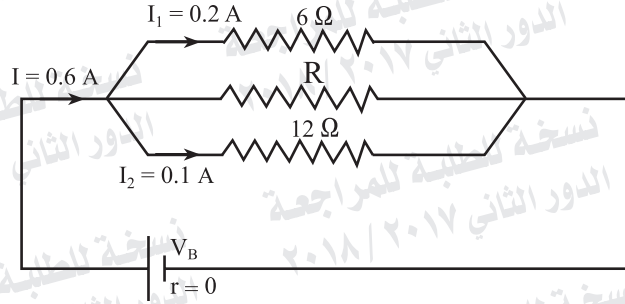 I₁ = 0.2 A
6 Ω
I = 0.6 A
R
12 Ω
I₂ = 0.1 A
V_B
r = 0
نسخة للطلبة للمراجعة
الدور الثاني ٢٠١٧ / ٢٠١٨